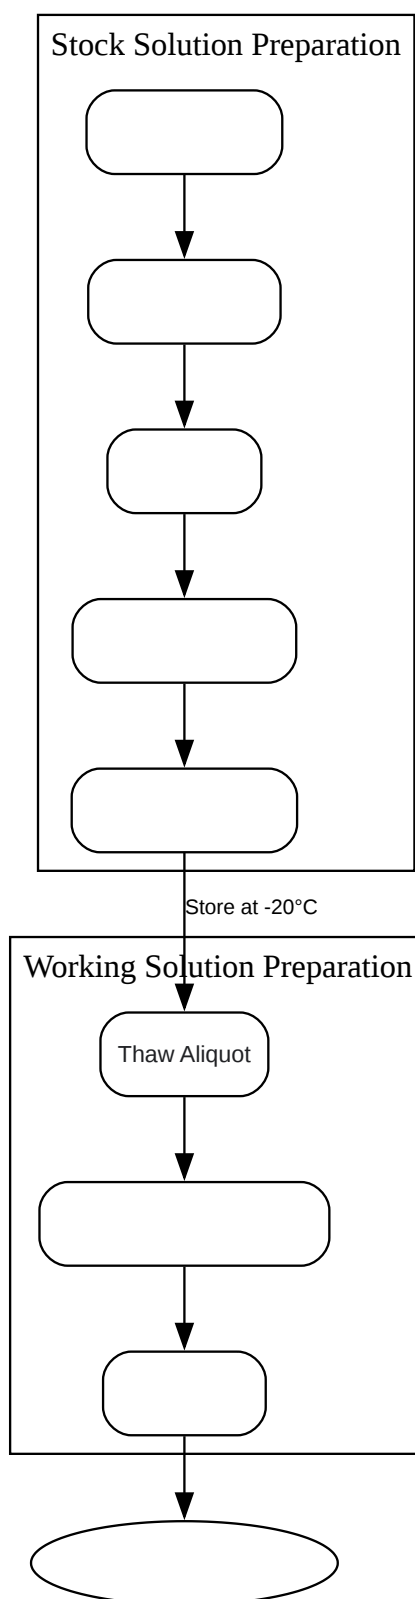 Stock Solution Preparation
Store at -20°C
Working Solution Preparation
Thaw Aliquot